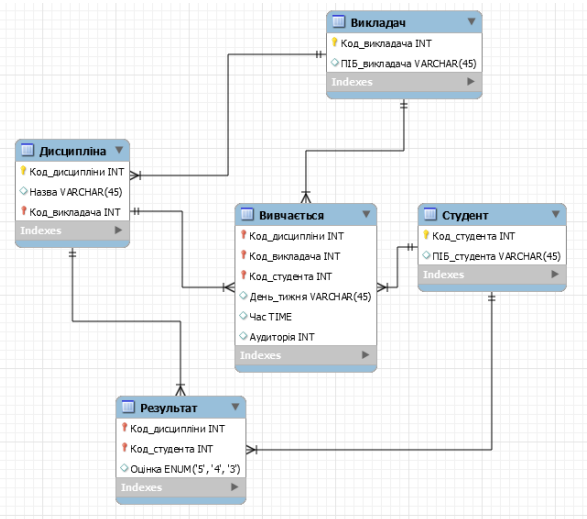 Викладач
Код_викладача INT
ПІБ_викладача VARCHAR(45)
Indexes
Дисципліна
Код_дисципліни INT
Назва VARCHAR(45)
Код_викладача INT
Indexes
Вивчається
Код_дисципліни INT
Код_викладача INT
Код_студента INT
День_тижня VARCHAR(45)
Час TIME
Аудиторія INT
Indexes
Студент
Код_студента INT
ПІБ_студента VARCHAR(45)
Indexes
Результат
Код_дисципліни INT
Код_студента INT
Оцінка ENUM('5', '4', '3')
Indexes